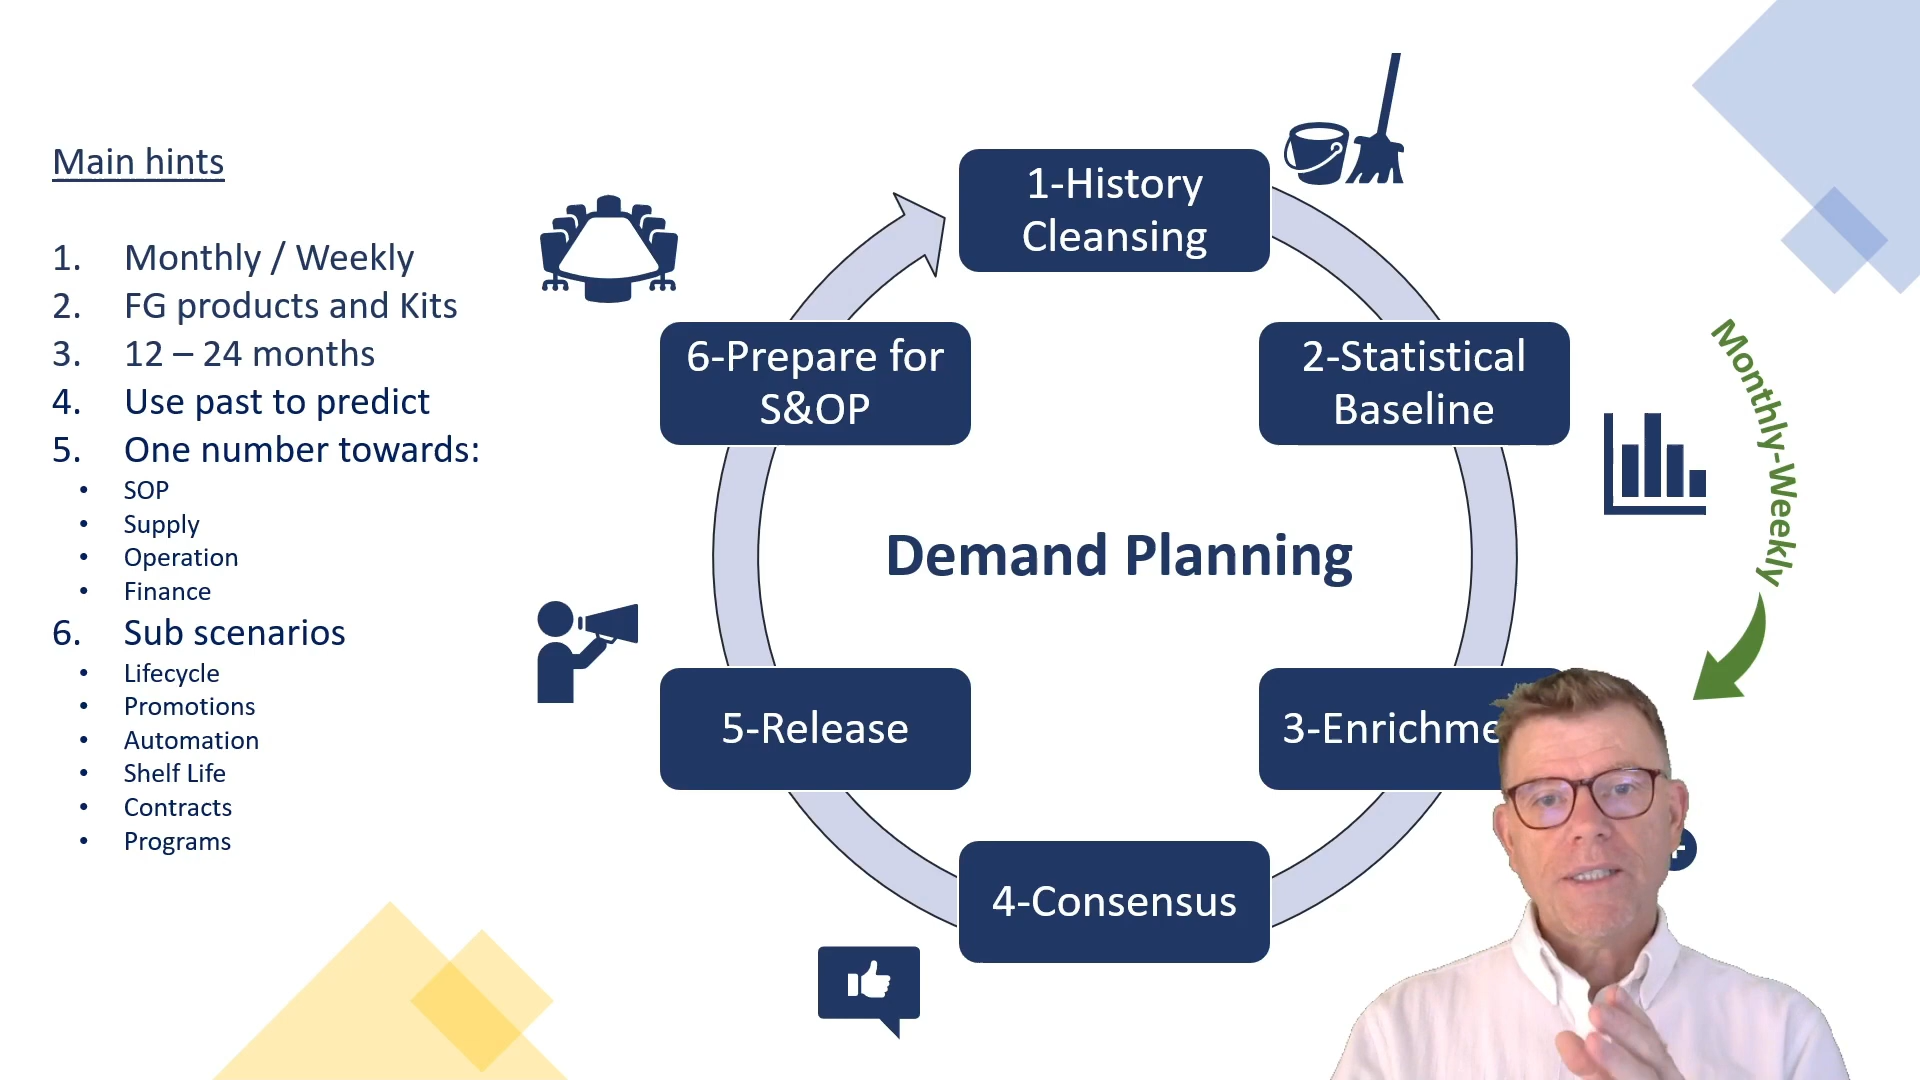 Main hints
1. Monthly / Weekly
2. FG products and Kits
3. 12 – 24 months
4. Use past to predict
5. One number towards:
• SOP
• Supply
• Operation
• Finance
6. Sub scenarios
• Lifecycle
• Promotions
• Automation
• Shelf Life
• Contracts
• Programs
1-History
Cleansing
2-Statistical
Baseline
3-Enrichme
4-Consensus
5-Release
6-Prepare for
S&OP
Demand Planning
Monthly-Weekly